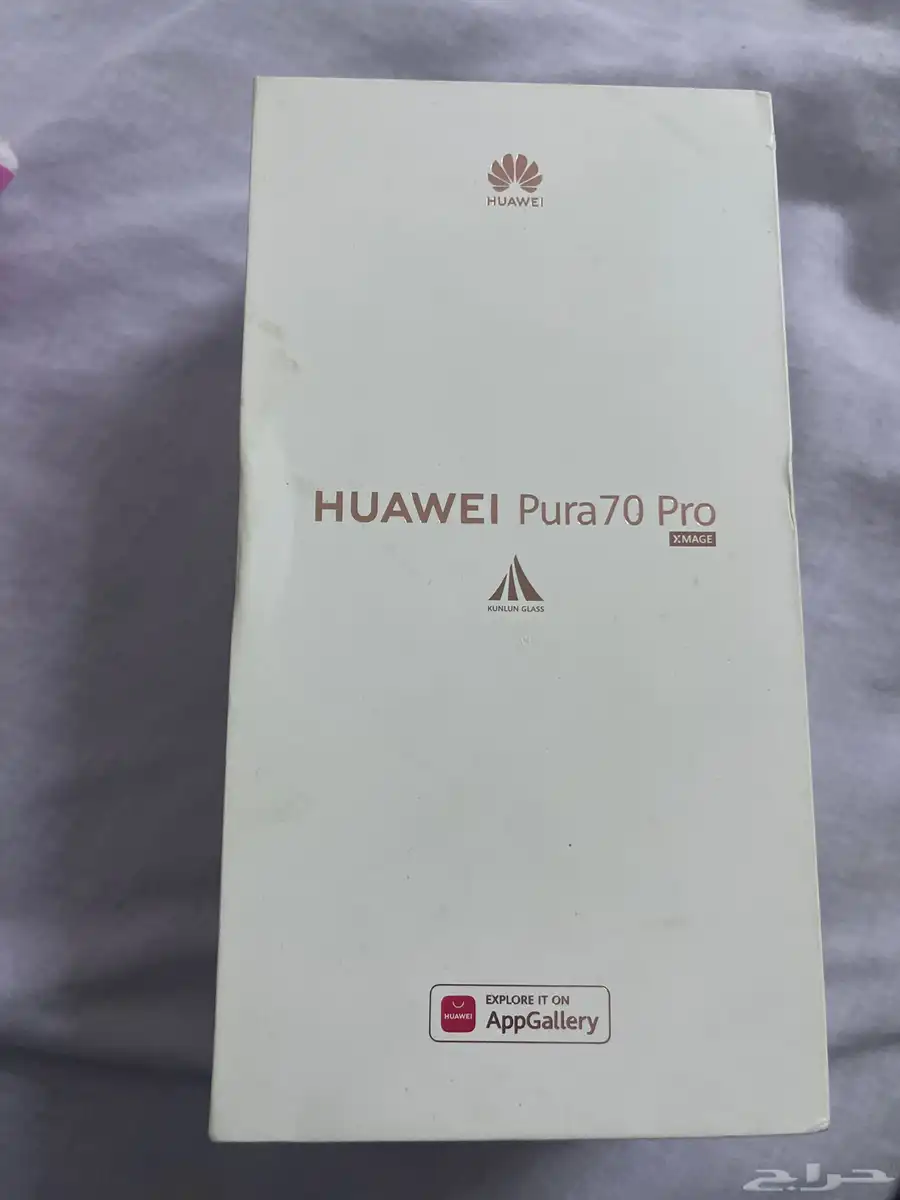 HUAWEI
HUAWEI Pura70 Pro
XMAGE
KUNLUN GLASS
EXPLORE IT ON
HUAWEI
AppGallery
حراج